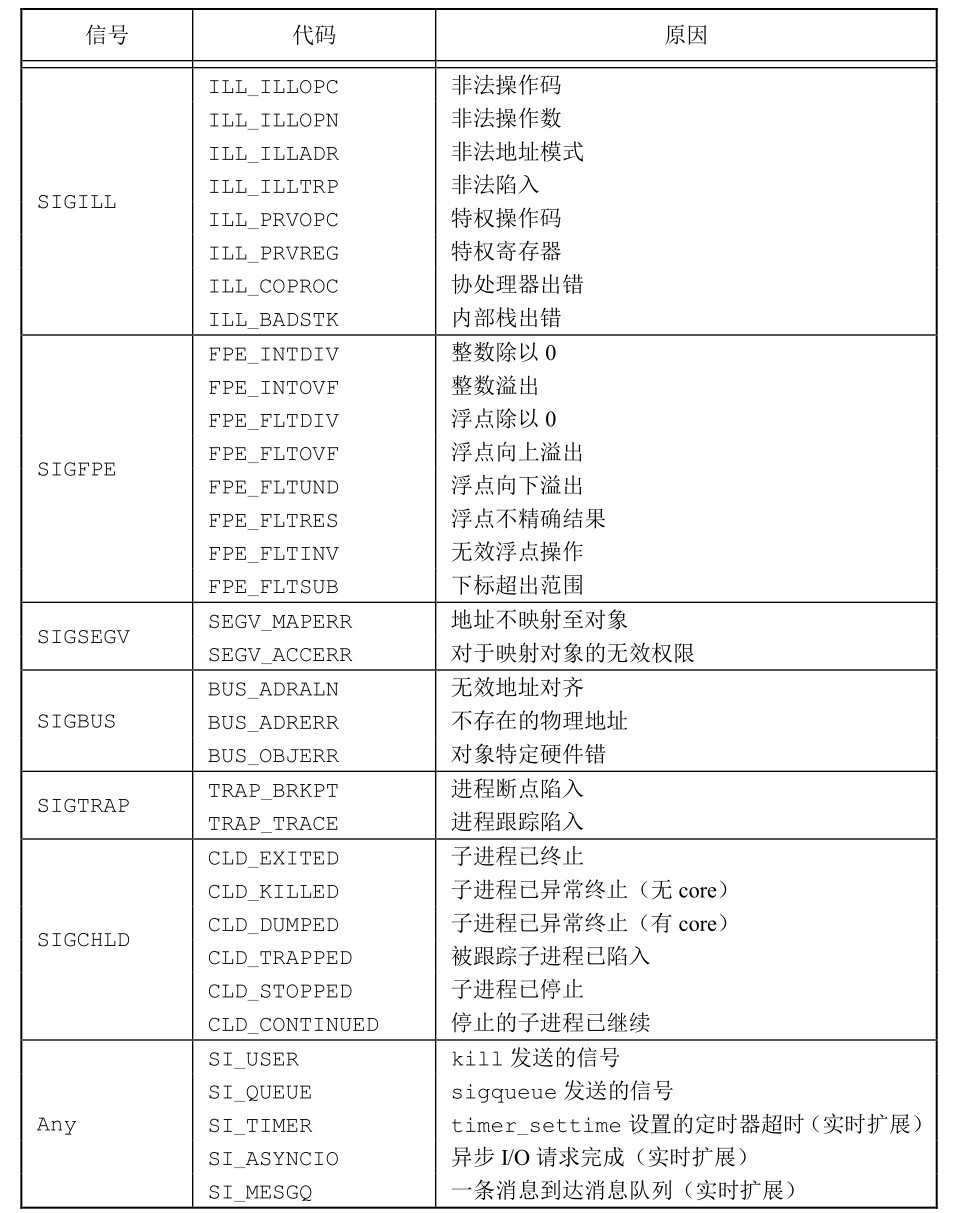 信号 代码 原因
ILL_ILLOPC 非法操作码
ILL_ILLOPN 非法操作数
ILL_ILLADR 非法地址模式
ILL_ILLTRP 非法陷入
SIGILL
ILL_PRVOPC 特权操作码
ILL_PRVREG 特权寄存器
ILL_COPROC 协处理器出错
ILL_BADSTK 内部栈出错
FPE_INTDIV 整数除以 0
FPE_INTOVF 整数溢出
FPE_FLTDIV 浮点除以 0
FPE_FLTOVF 浮点向上溢出
SIGFPE
FPE_FLTUND 浮点向下溢出
FPE_FLTRES 浮点不精确结果
FPE_FLTINV 无效浮点操作
FPE_FLTSUB 下标超出范围
SIGSEGV
SEGV_MAPERR 地址不映射至对象
SEGV_ACCERR 对于映射对象的无效权限
BUS_ADRALN 无效地址对齐
SIGBUS BUS_ADRERR 不存在的物理地址
BUS_OBJERR 对象特定硬件错
SIGTRAP
TRAP_BRKPT 进程断点陷入
TRAP_TRACE 进程跟踪陷入
CLD_EXITED 子进程已终止
CLD_KILLED 子进程已异常终止（无 core）
CLD_DUMPED 子进程已异常终止（有 core）
SIGCHLD
CLD_TRAPPED 被跟踪子进程已陷入
CLD_STOPPED 子进程已停止
CLD_CONTINUED 停止的子进程已继续
SI_USER kill 发送的信号
SI_QUEUE sigqueue 发送的信号
Any SI_TIMER timer_settime 设置的定时器超时（实时扩展）
SI_ASYNCIO 异步 I/O 请求完成（实时扩展）
SI_MESGQ 一条消息到达消息队列（实时扩展）